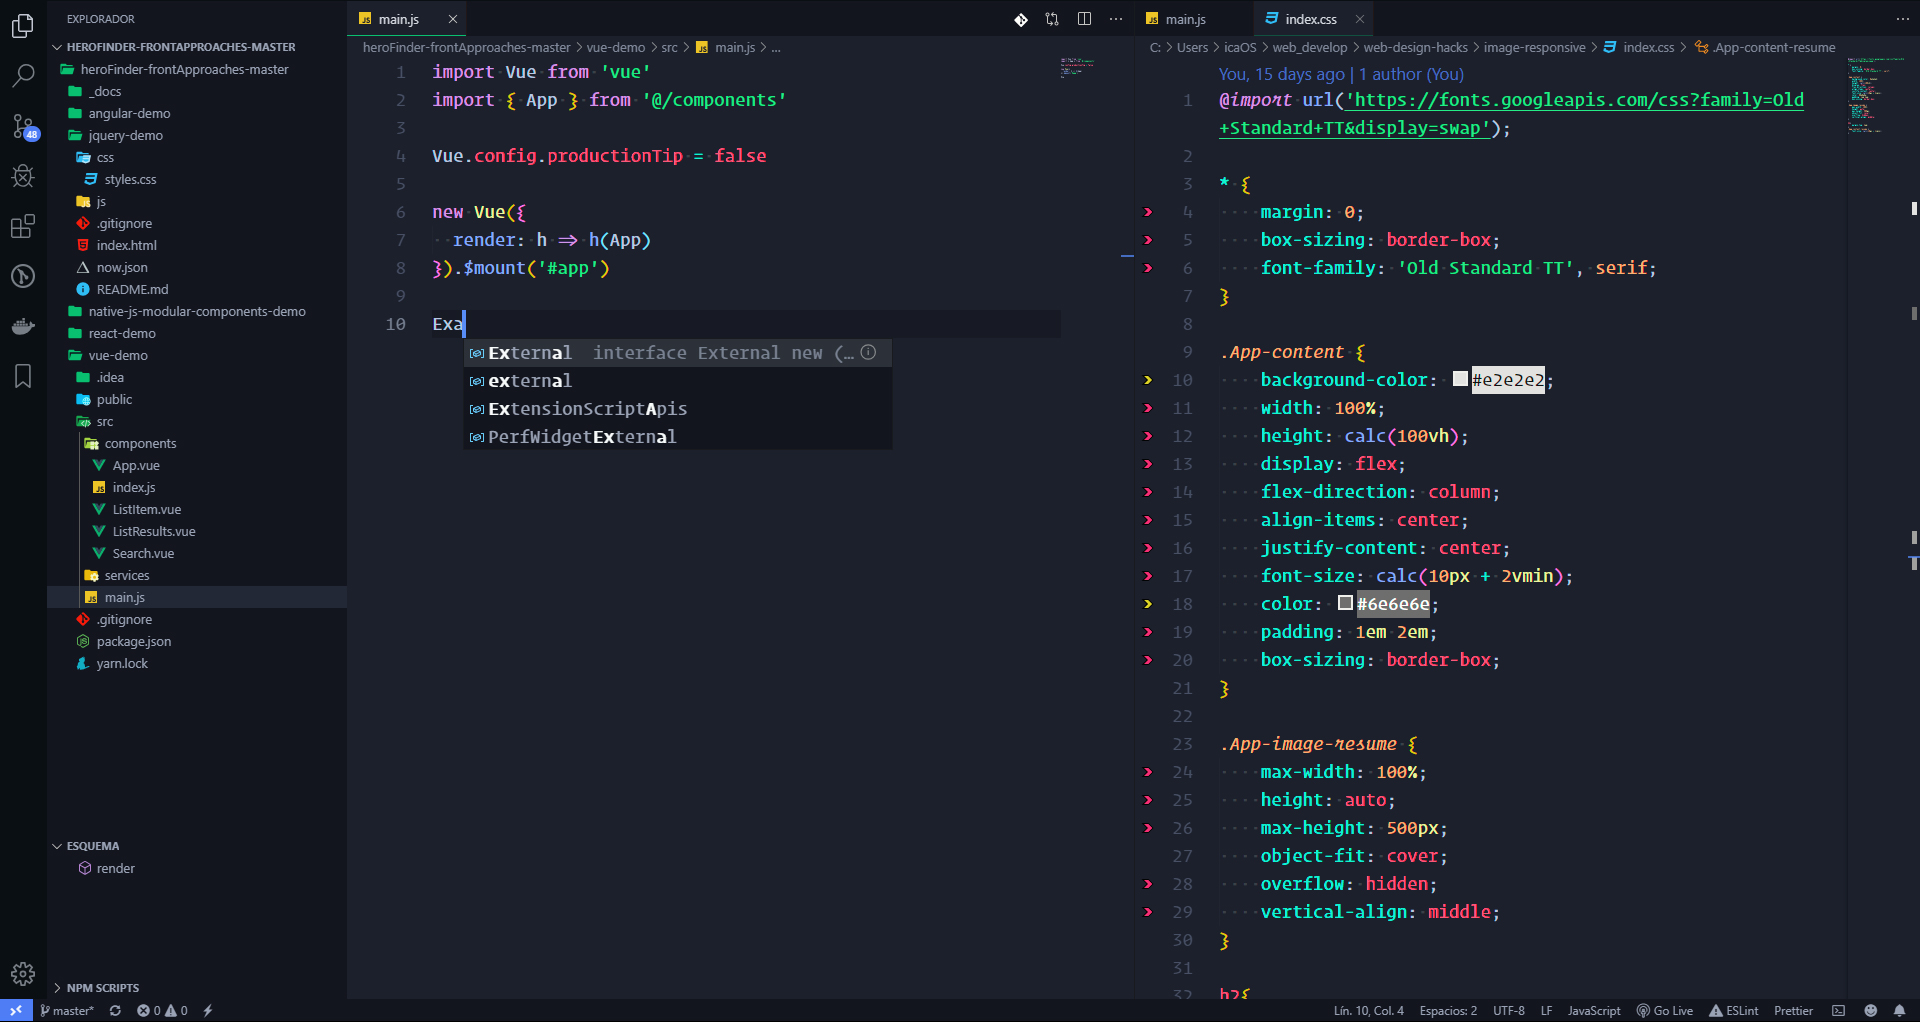 EXPLORADOR
HEROFINDER-FRONTAPPROACHES-MASTER
heroFinder-frontApproaches-master
_docs
angular-demo
jquery-demo
css
styles.css
js
.gitignore
index.html
now.json
README.md
native-js-modular-components-demo
react-demo
vue-demo
.idea
public
src
components
App.vue
index.js
ListItem.vue
ListResults.vue
Search.vue
services
main.js
.gitignore
package.json
yarn.lock
ESQUEMA
render
NPM SCRIPTS
48
main.js
heroFinder-frontApproaches-master > vue-demo > src > main.js > ...
1 import Vue from 'vue'
2 import { App } from '@/components'
3
4 Vue.config.productionTip = false
5
6 new Vue({
7 render: h => h(App)
8 }).$mount('#app')
9
10 Exa
External interface External new (…
external
ExtensionScriptApis
PerfWidgetExternal
main.js index.css
C: > Users > icaOS > web_develop > web-design-hacks > image-responsive > index.css > .App-content-resume
You, 15 days ago | 1 author (You)
1 @import url('https://fonts.googleapis.com/css?family=Old
+Standard+TT&display=swap');
2
3 * {
4 margin: 0;
5 box-sizing: border-box;
6 font-family: 'Old Standard TT', serif;
7 }
8
9 .App-content {
10 background-color: #e2e2e2;
11 width: 100%;
12 height: calc(100vh);
13 display: flex;
14 flex-direction: column;
15 align-items: center;
16 justify-content: center;
17 font-size: calc(10px + 2vmin);
18 color: #6e6e6e;
19 padding: 1em 2em;
20 box-sizing: border-box;
21 }
22
23 .App-image-resume {
24 max-width: 100%;
25 height: auto;
26 max-height: 500px;
27 object-fit: cover;
28 overflow: hidden;
29 vertical-align: middle;
30 }
31
32 h2{
master* 0 0
Lín. 10, Col. 4 Espacios: 2 UTF-8 LF JavaScript Go Live ESLint Prettier